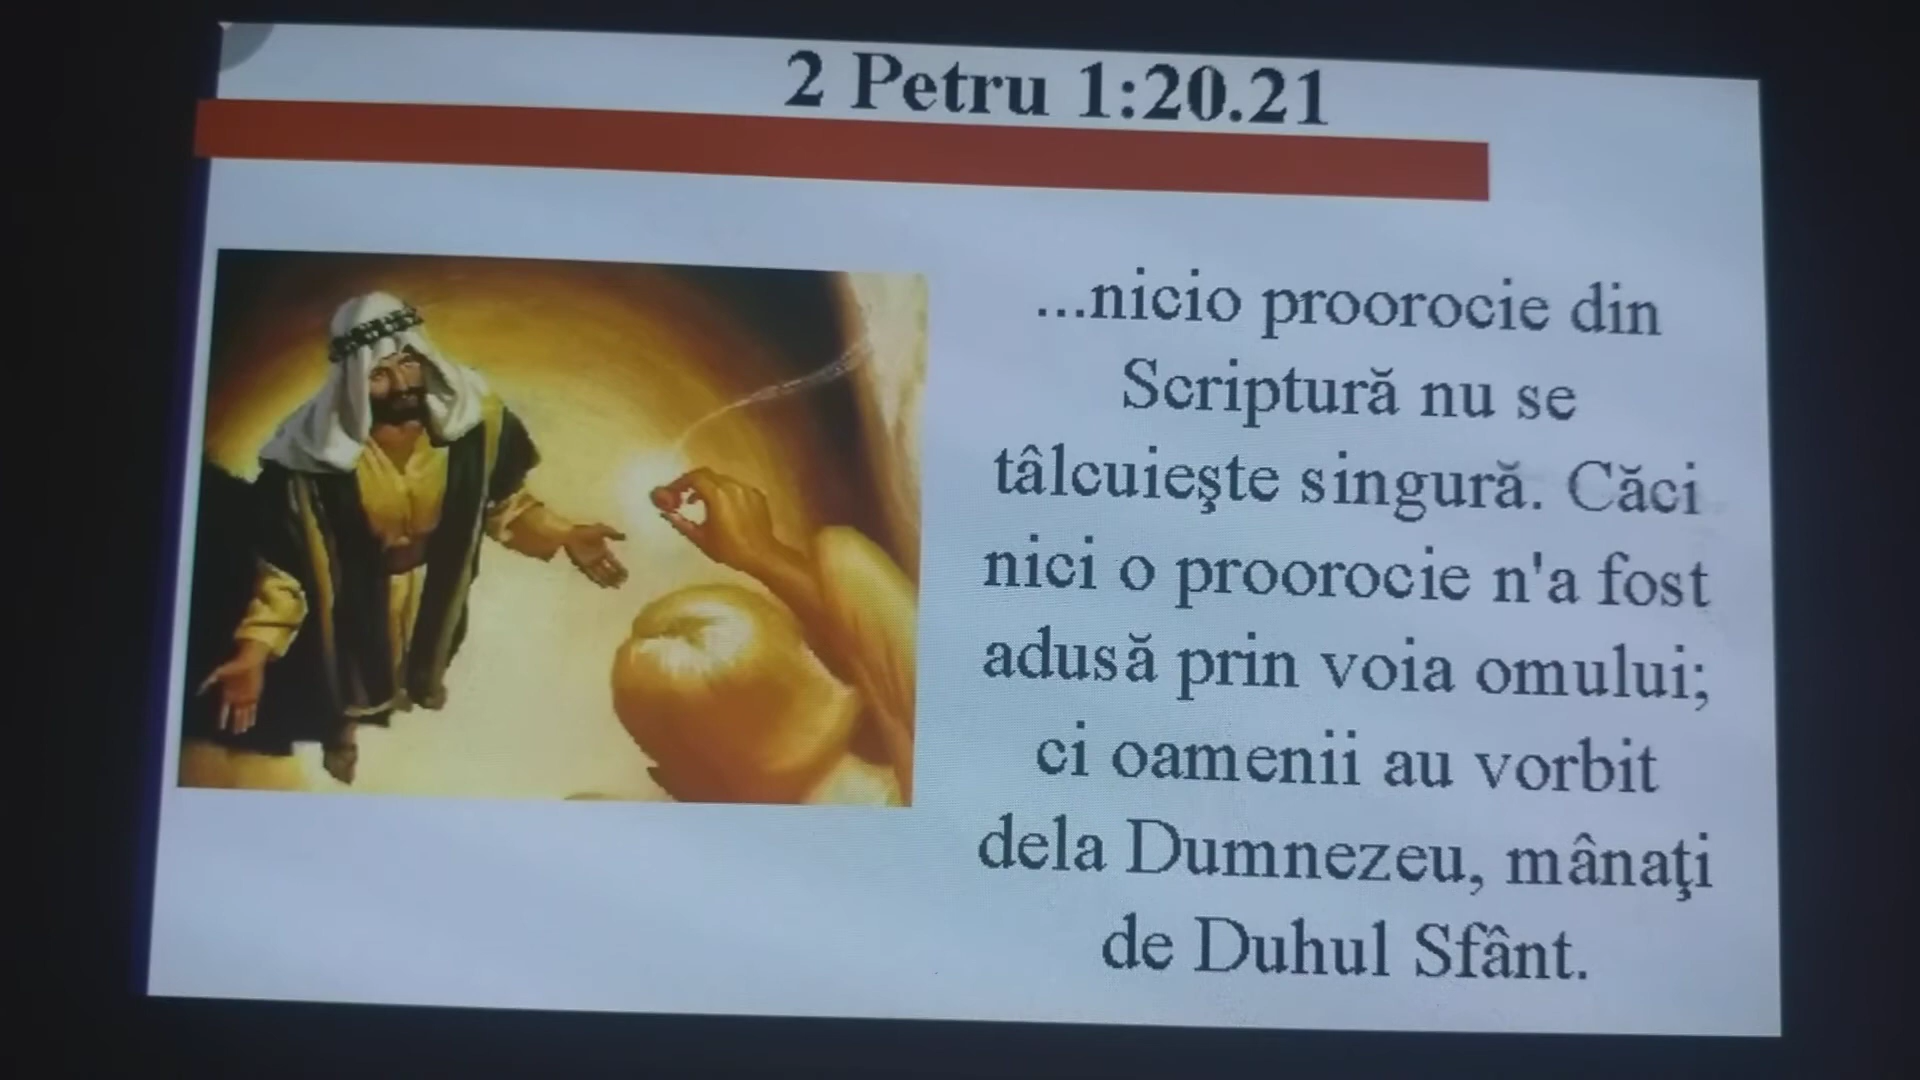 2 Petru 1:20.21
...nicio proorocie din
Scriptură nu se
tâlcuieşte singură. Căci
nici o proorocie n'a fost
adusă prin voia omului;
ci oamenii au vorbit
dela Dumnezeu, mânaţi
de Duhul Sfânt.